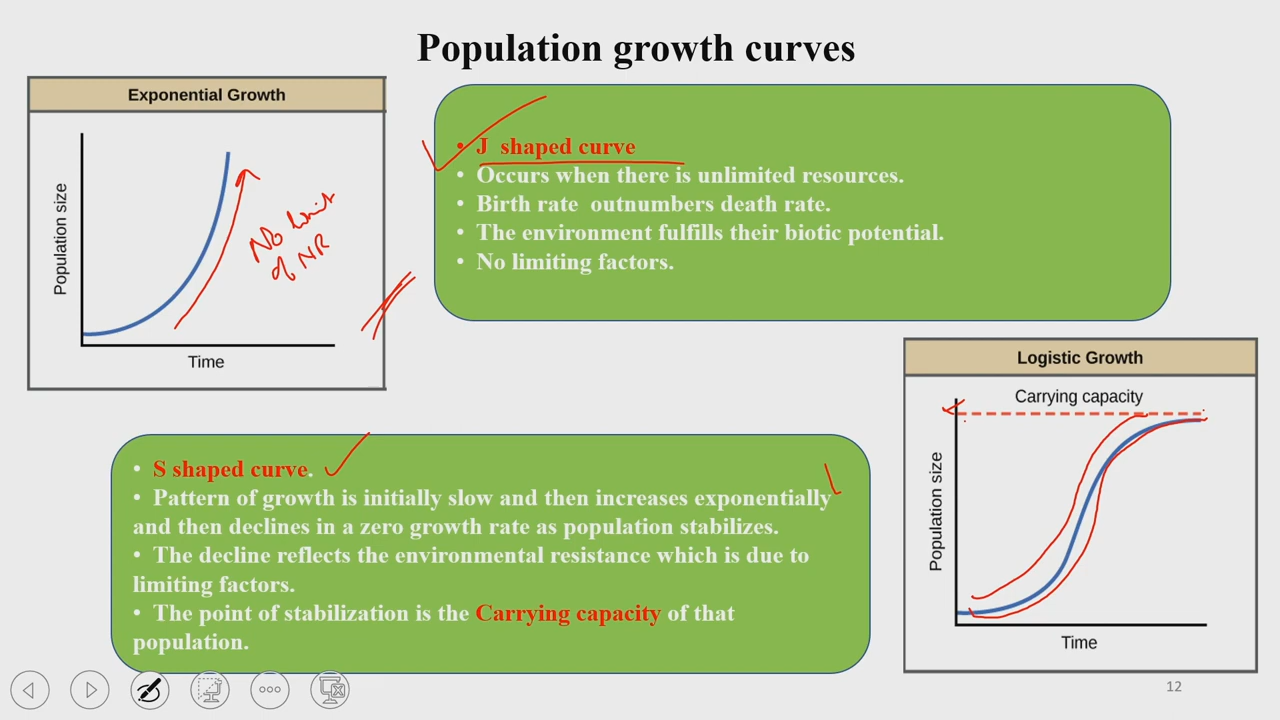 Population growth curves
Exponential Growth
Population size
No limit
of NR
Time
• J shaped curve
• Occurs when there is unlimited resources.
• Birth rate outnumbers death rate.
• The environment fulfills their biotic potential.
• No limiting factors.
• S shaped curve.
• Pattern of growth is initially slow and then increases exponentially
and then declines in a zero growth rate as population stabilizes.
• The decline reflects the environmental resistance which is due to
limiting factors.
• The point of stabilization is the Carrying capacity of that
population.
Logistic Growth
Carrying capacity
Population size
Time
12